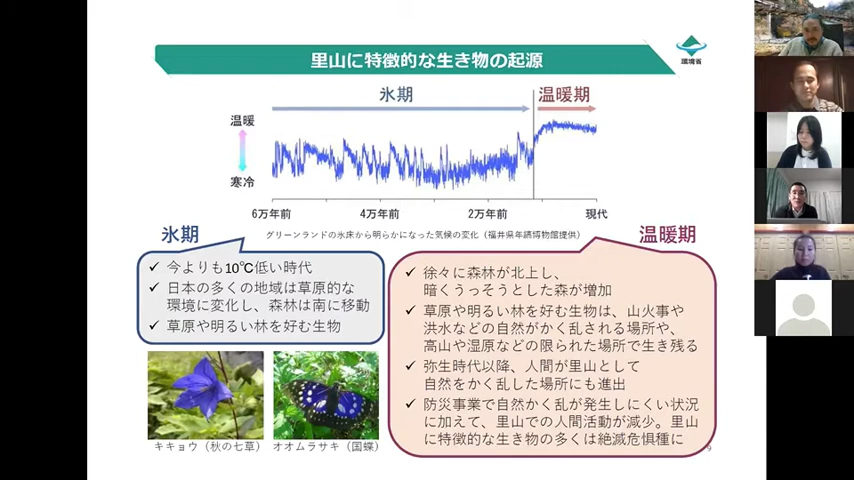 里山に特徴的な生き物の起源
環境省
氷期
温暖期
温暖
寒冷
6万年前
4万年前
2万年前
現代
グリーンランドの氷床から明らかになった気候の変化（福井県年縞博物館提供）
氷期
✓ 今よりも10℃低い時代
✓ 日本の多くの地域は草原的な
環境に変化し、森林は南に移動
✓ 草原や明るい林を好む生物
キキョウ（秋の七草）
オオムラサキ（国蝶）
温暖期
✓ 徐々に森林が北上し、
暗くうっそうとした森が増加
✓ 草原や明るい林を好む生物は、山火事や
洪水などの自然がかく乱される場所や、
高山や湿原などの限られた場所で生き残る
✓ 弥生時代以降、人間が里山として
自然をかく乱した場所にも進出
✓ 防災事業で自然かく乱が発生しにくい状況
に加えて、里山での人間活動が減少。里山
に特徴的な生き物の多くは絶滅危惧種に
9